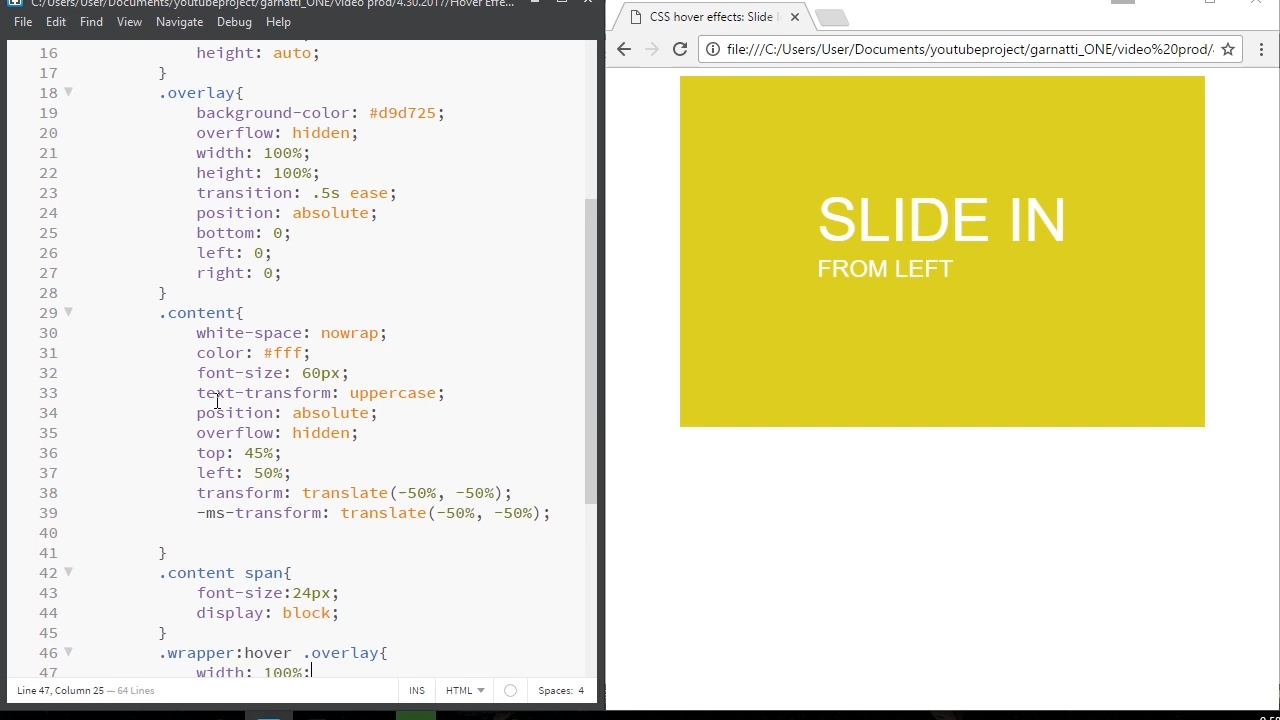 C:/Users/User/Documents/youtubeproject/garnatti_ONE/video prod/4.30.2017/Hover Effe...
File Edit Find View Navigate Debug Help
16 height: auto;
17 }
18 .overlay{
19 background-color: #d9d725;
20 overflow: hidden;
21 width: 100%;
22 height: 100%;
23 transition: .5s ease;
24 position: absolute;
25 bottom: 0;
26 left: 0;
27 right: 0;
28 }
29 .content{
30 white-space: nowrap;
31 color: #fff;
32 font-size: 60px;
33 text-transform: uppercase;
34 position: absolute;
35 overflow: hidden;
36 top: 45%;
37 left: 50%;
38 transform: translate(-50%, -50%);
39 -ms-transform: translate(-50%, -50%);
40
41 }
42 .content span{
43 font-size:24px;
44 display: block;
45 }
46 .wrapper:hover .overlay{
47 width: 100%;
Line 47, Column 25 — 64 Lines
INS HTML Spaces: 4
CSS hover effects: Slide
file:///C:/Users/User/Documents/youtubeproject/garnatti_ONE/video%20prod/
SLIDE IN
FROM LEFT